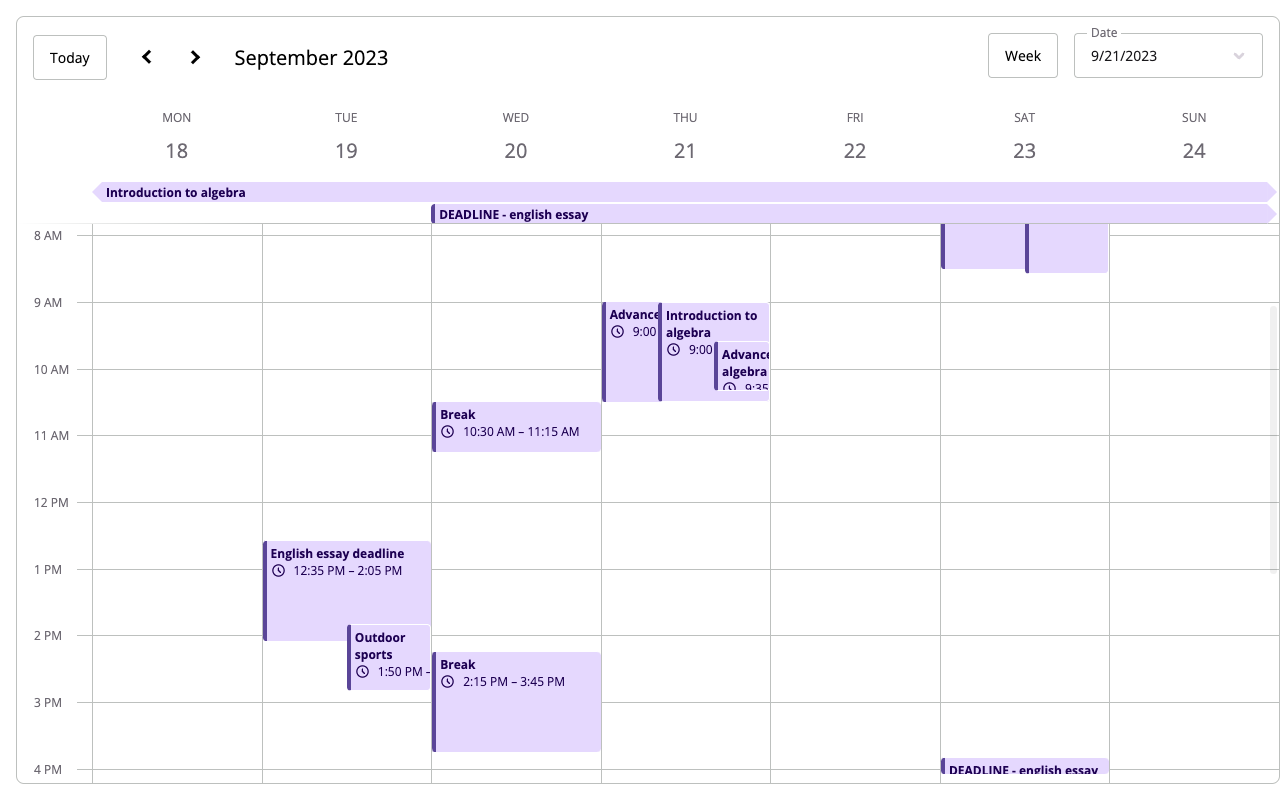 Today
September 2023
Week
Date
9/21/2023
MON
TUE
WED
THU
FRI
SAT
SUN
18
19
20
21
22
23
24
Introduction to algebra
DEADLINE - english essay
8 AM
9 AM
10 AM
11 AM
12 PM
1 PM
2 PM
3 PM
4 PM
English essay deadline
12:35 PM – 2:05 PM
Outdoor
sports
1:50 PM –
Break
10:30 AM – 11:15 AM
Break
2:15 PM – 3:45 PM
Advance
9:00
Introduction to
algebra
9:00
Advance
algebra
9:35
DEADLINE - english essay